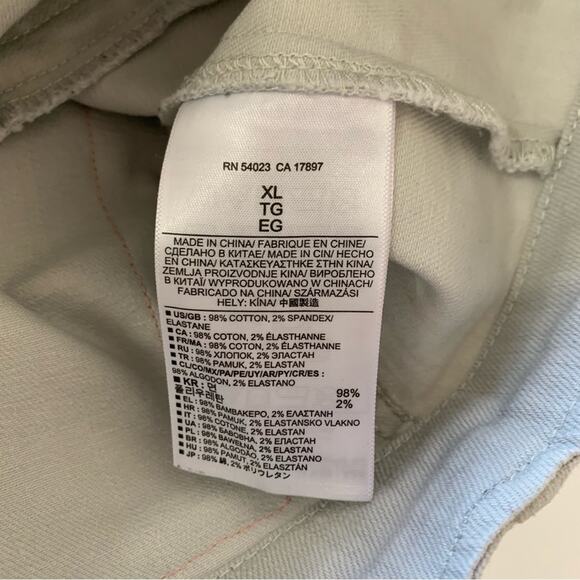 RN 54023 CA 17897
XL
TG
EG
MADE IN CHINA/ FABRIQUE EN CHINE/
СДЕЛАНО В КИТАЕ/ MADE IN CIN/ HECHO
EN CHINA/ ΚΑΤΑΣΚΕΥΑΣΤΗΚΕ ΣΤΗΝ ΚΙΝΑ/
ZEMLJA PROIZVODNJE KINA/ ВИРОБЛЕНО
В КИТАЇ/ WYPRODUKOWANO W CHINACH/
FABRICADO NA CHINA/ SZÁRMAZÁSI
HELY: KÍNA/ 中國製造
■ US/GB : 98% COTTON, 2% SPANDEX/
ELASTANE
■ CA : 98% COTON, 2% ÉLASTHANNE
■ FR/MA : 98% COTON, 2% ÉLASTHANNE
■ RU : 98% ХЛОПОК, 2% ЭЛАСТАН
■ TR : 98% PAMUK, 2% ELASTAN
■ CL/CO/MX/PA/PE/UY/AR/PY/CR/ES :
98% ALGODON, 2% ELASTANO
■ KR : 면 98%
폴리우레탄 2%
■ EL : 98% ΒΑΜΒΑΚΕΡΟ, 2% ΕΛΑΣΤΑΝΗ
■ HR : 98% PAMUK, 2% ELASTANSKO VLAKNO
■ IT : 98% COTONE, 2% ELASTAN
■ UA : 98% БАВОВНА, 2% ЕЛАСТАН
■ PL : 98% BAWEŁNA, 2% ELASTAN
■ BR : 98% ALGODÃO, 2% ELASTANO
■ HU : 98% PAMUT, 2% ELASZTÁN
■ JP : 98% 綿, 2% ポリウレタン